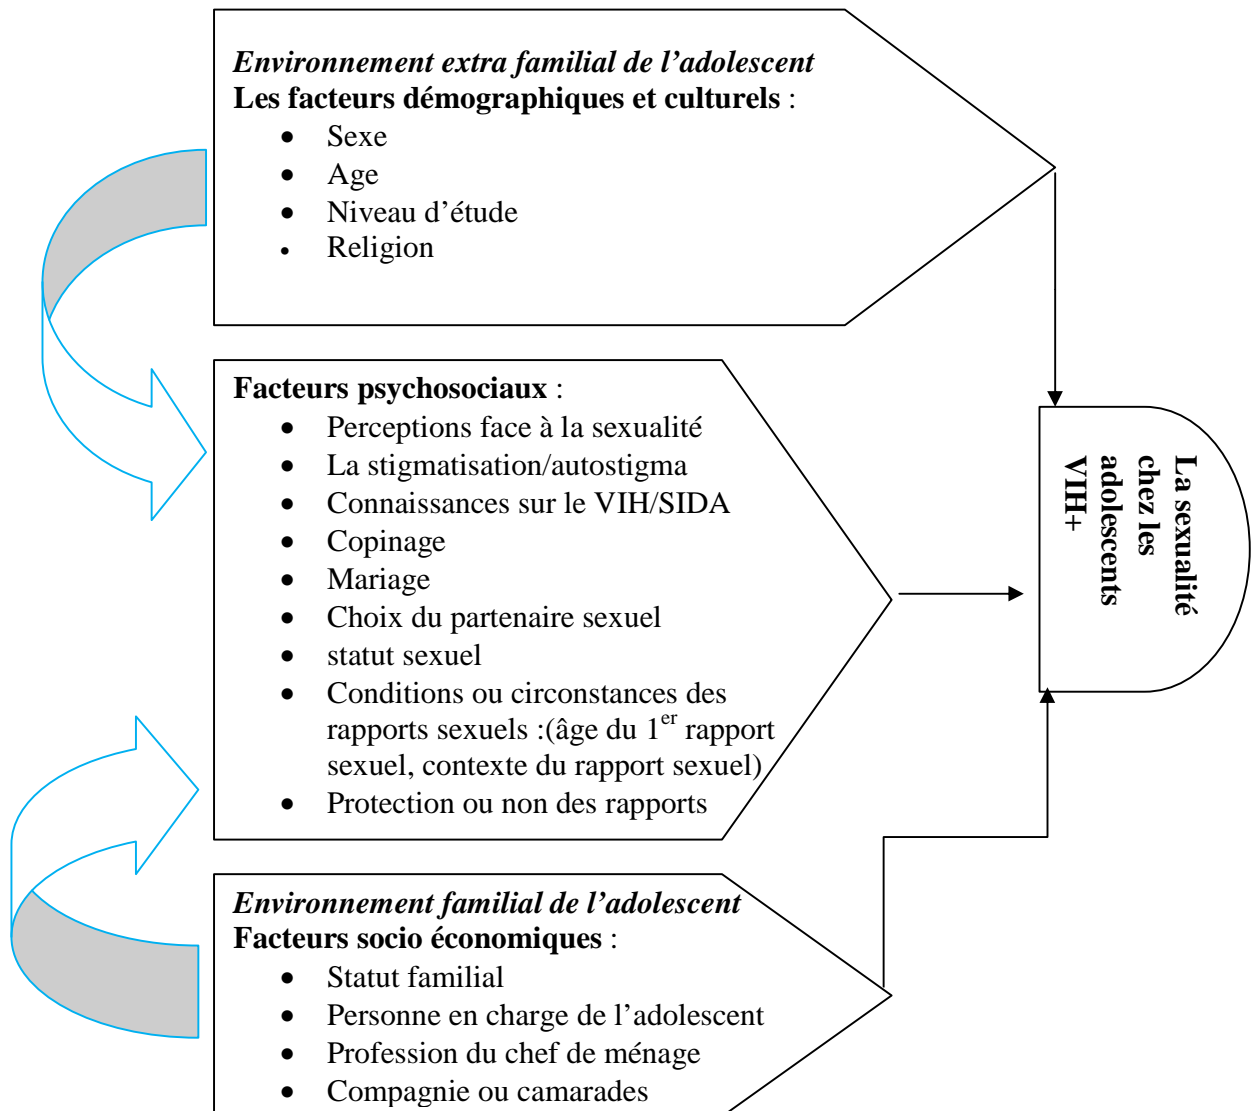 Environnement extra familial de l’adolescent
Les facteurs démographiques et culturels :
• Sexe
• Age
• Niveau d’étude
• Religion
Facteurs psychosociaux :
• Perceptions face à la sexualité
• La stigmatisation/autostigma
• Connaissances sur le VIH/SIDA
• Copinage
• Mariage
• Choix du partenaire sexuel
• statut sexuel
• Conditions ou circonstances des
rapports sexuels :(âge du 1er rapport
sexuel, contexte du rapport sexuel)
• Protection ou non des rapports
Environnement familial de l’adolescent
Facteurs socio économiques :
• Statut familial
• Personne en charge de l’adolescent
• Profession du chef de ménage
• Compagnie ou camarades
La sexualité
chez les
adolescents
VIH+